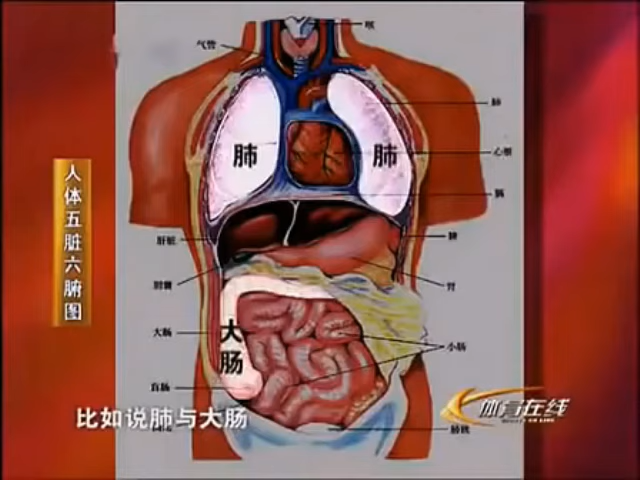 喉
气管
肺
肺
肺
心脏
人体五脏六腑图
肝脏
脾
胆囊
胃
大肠
大肠
小肠
盲肠
体育在线
比如说肺与大肠
膀胱